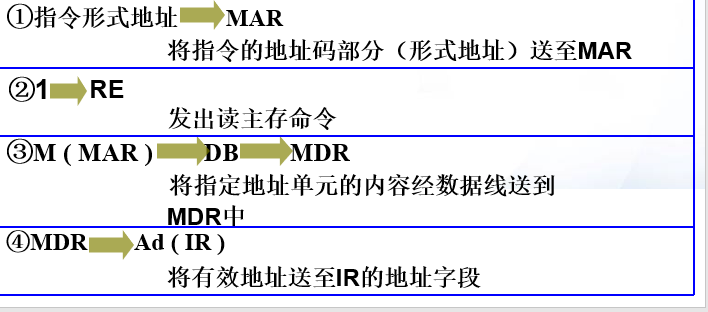 ①指令形式地址 MAR
将指令的地址码部分（形式地址）送至MAR
②1 RE
发出读主存命令
③M ( MAR ) DB MDR
将指定地址单元的内容经数据线送到
MDR中
④MDR Ad ( IR )
将有效地址送至IR的地址字段